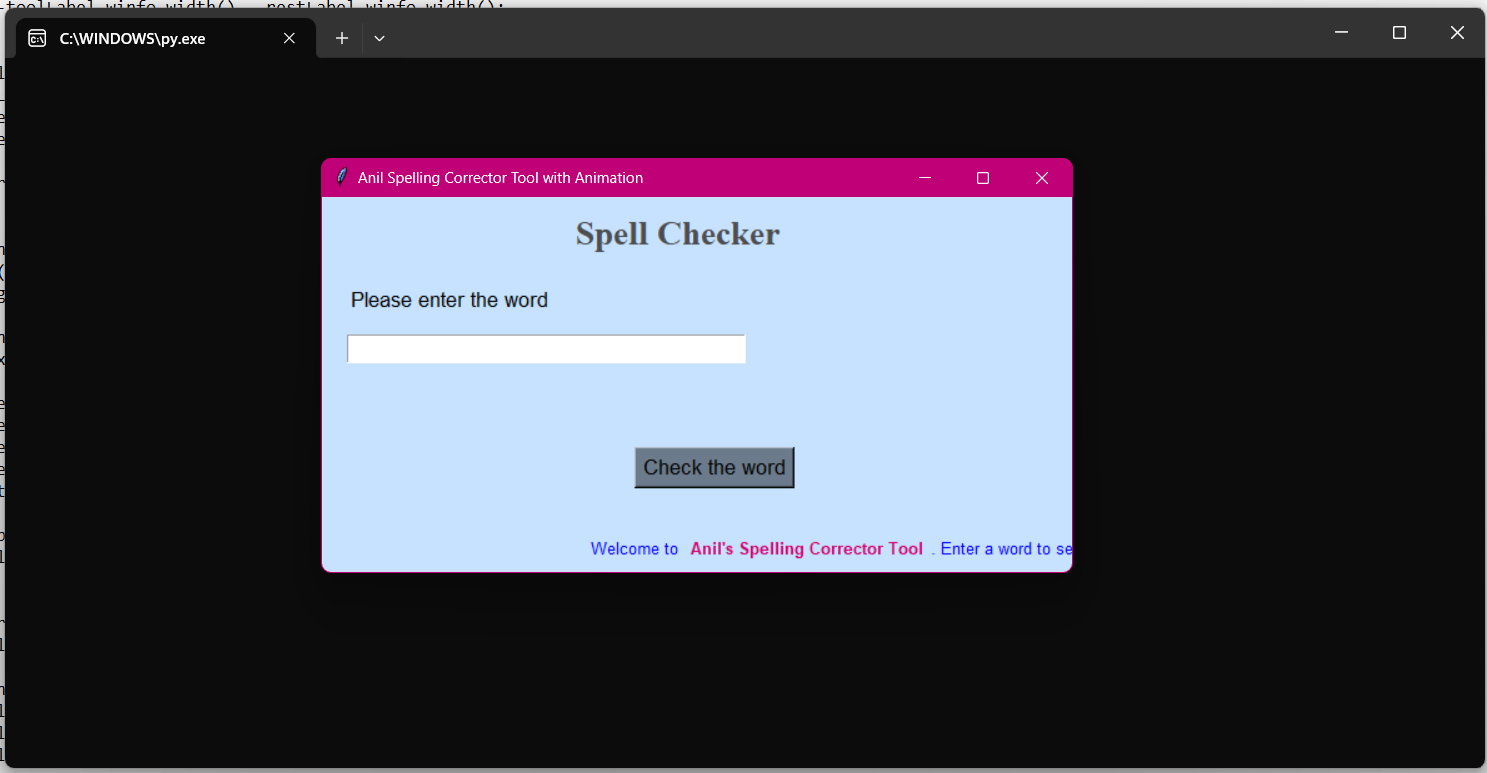 toolLabel.winfo_width() restLabel.winfo_width();
C:\WINDOWS\py.exe
Anil Spelling Corrector Tool with Animation
Spell Checker
Please enter the word
Check the word
Welcome to Anil's Spelling Corrector Tool . Enter a word to se